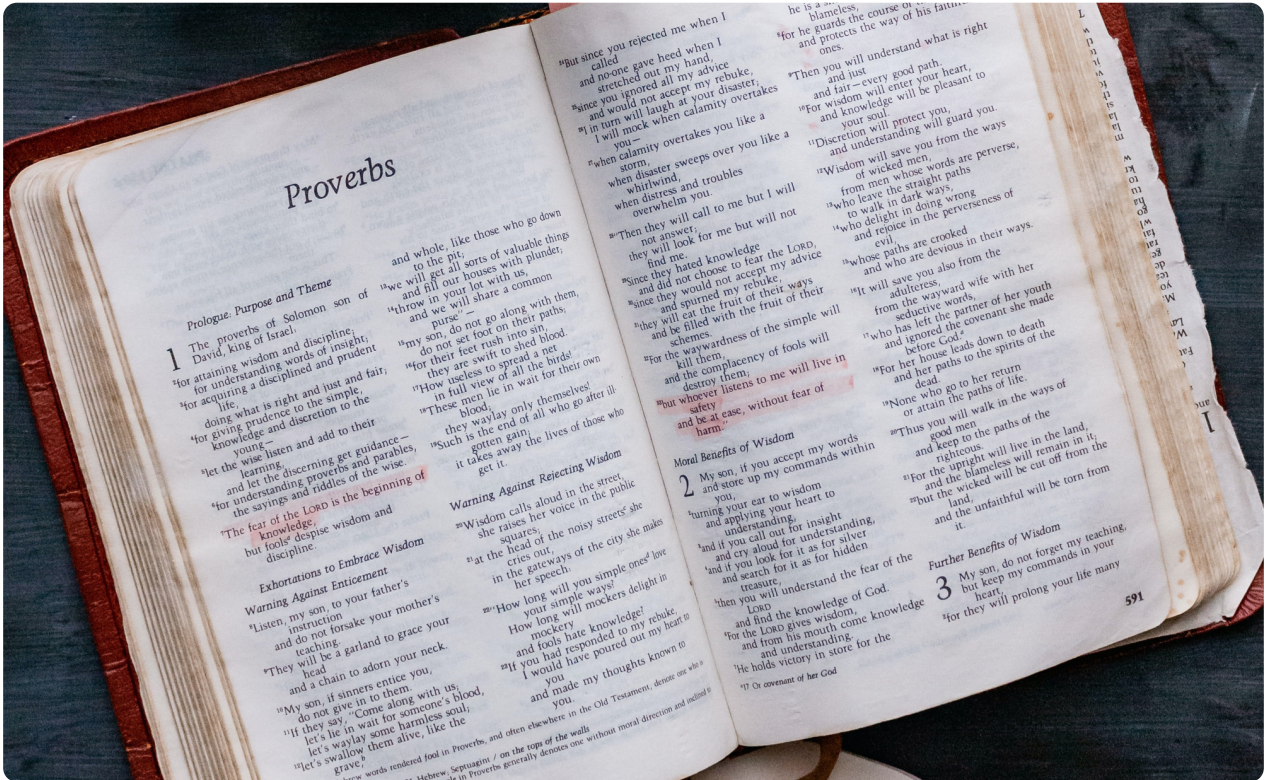 Proverbs
Prologue: Purpose and Theme
1 The proverbs of Solomon son of
David, king of Israel:
²for attaining wisdom and discipline;
for understanding words of insight;
³for acquiring a disciplined and prudent
life,
doing what is right and just and fair;
⁴for giving prudence to the simple,
knowledge and discretion to the
young—
⁵let the wise listen and add to their
learning,
and let the discerning get guidance—
⁶for understanding proverbs and parables,
the sayings and riddles of the wise.
⁷The fear of the LORD is the beginning of
knowledge,
but foolsᵃ despise wisdom and
discipline.
Exhortations to Embrace Wisdom
Warning Against Enticement
⁸Listen, my son, to your father's
instruction
and do not forsake your mother's
teaching.
⁹They will be a garland to grace your
head
and a chain to adorn your neck.
¹⁰My son, if sinners entice you,
do not give in to them.
¹¹If they say, "Come along with us;
let's lie in wait for someone's blood,
let's waylay some harmless soul;
¹²let's swallow them alive, like the
grave,ᵇ
and whole, like those who go down
to the pit;
¹³we will get all sorts of valuable things
and fill our houses with plunder;
¹⁴throw in your lot with us,
and we will share a common
purse"—
¹⁵my son, do not go along with them,
do not set foot on their paths;
¹⁶for their feet rush into sin,
they are swift to shed blood.
¹⁷How useless to spread a net
in full view of all the birds!
¹⁸These men lie in wait for their own
blood;
they waylay only themselves!
¹⁹Such is the end of all who go after ill-
gotten gain;
it takes away the lives of those who
get it.
Warning Against Rejecting Wisdom
²⁰Wisdom calls aloud in the street,
she raises her voice in the public
squares;
²¹at the head of the noisy streetsᶜ she
cries out,
in the gateways of the city she makes
her speech:
²²"How long will you simple onesᵈ love
your simple ways?
How long will mockers delight in
mockery
and fools hate knowledge?
²³If you had responded to my rebuke,
I would have poured out my heart to
you
and made my thoughts known to
you.
words rendered fool in Proverbs, and often elsewhere in the Old Testament, denote one who is
Hebrew; Septuagint / on the tops of the walls
in Proverbs generally denotes one without moral direction and inclined to
²⁴But since you rejected me when I
called
and no one gave heed when I
stretched out my hand,
²⁵since you ignored all my advice
and would not accept my rebuke,
²⁶I in turn will laugh at your disaster;
I will mock when calamity overtakes
you—
²⁷when calamity overtakes you like a
storm,
when disaster sweeps over you like a
whirlwind,
when distress and troubles
overwhelm you.
²⁸"Then they will call to me but I will
not answer;
they will look for me but will not
find me.
²⁹Since they hated knowledge
and did not choose to fear the LORD,
³⁰since they would not accept my advice
and spurned my rebuke,
³¹they will eat the fruit of their ways
and be filled with the fruit of their
schemes.
³²For the waywardness of the simple will
kill them,
and the complacency of fools will
destroy them;
³³but whoever listens to me will live in
safety
and be at ease, without fear of
harm."
Moral Benefits of Wisdom
2 My son, if you accept my words
and store up my commands within
you,
²turning your ear to wisdom
and applying your heart to
understanding,
³and if you call out for insight
and cry aloud for understanding,
⁴and if you look for it as for silver
and search for it as for hidden
treasure,
⁵then you will understand the fear of the
LORD
and find the knowledge of God.
⁶For the LORD gives wisdom,
and from his mouth come knowledge
and understanding.
⁷He holds victory in store for the
ᵃ17 Or covenant of her God
he is a
blameless,
⁸for he guards the course of
and protects the way of his faithful
ones.
⁹Then you will understand what is right
and just
and fair—every good path.
¹⁰For wisdom will enter your heart,
and knowledge will be pleasant to
your soul.
¹¹Discretion will protect you,
and understanding will guard you.
¹²Wisdom will save you from the ways
of wicked men,
from men whose words are perverse,
¹³who leave the straight paths
to walk in dark ways,
¹⁴who delight in doing wrong
and rejoice in the perverseness of
evil,
¹⁵whose paths are crooked
and who are devious in their ways.
¹⁶It will save you also from the
adulteress,
from the wayward wife with her
seductive words,
¹⁷who has left the partner of her youth
and ignored the covenant she made
before God.ᵃ
¹⁸For her house leads down to death
and her paths to the spirits of the
dead.
¹⁹None who go to her return
or attain the paths of life.
²⁰Thus you will walk in the ways of
good men
and keep to the paths of the
righteous.
²¹For the upright will live in the land,
and the blameless will remain in it;
²²but the wicked will be cut off from the
land,
and the unfaithful will be torn from
it.
Further Benefits of Wisdom
3 My son, do not forget my teaching,
but keep my commands in your
heart,
²for they will prolong your life many
591